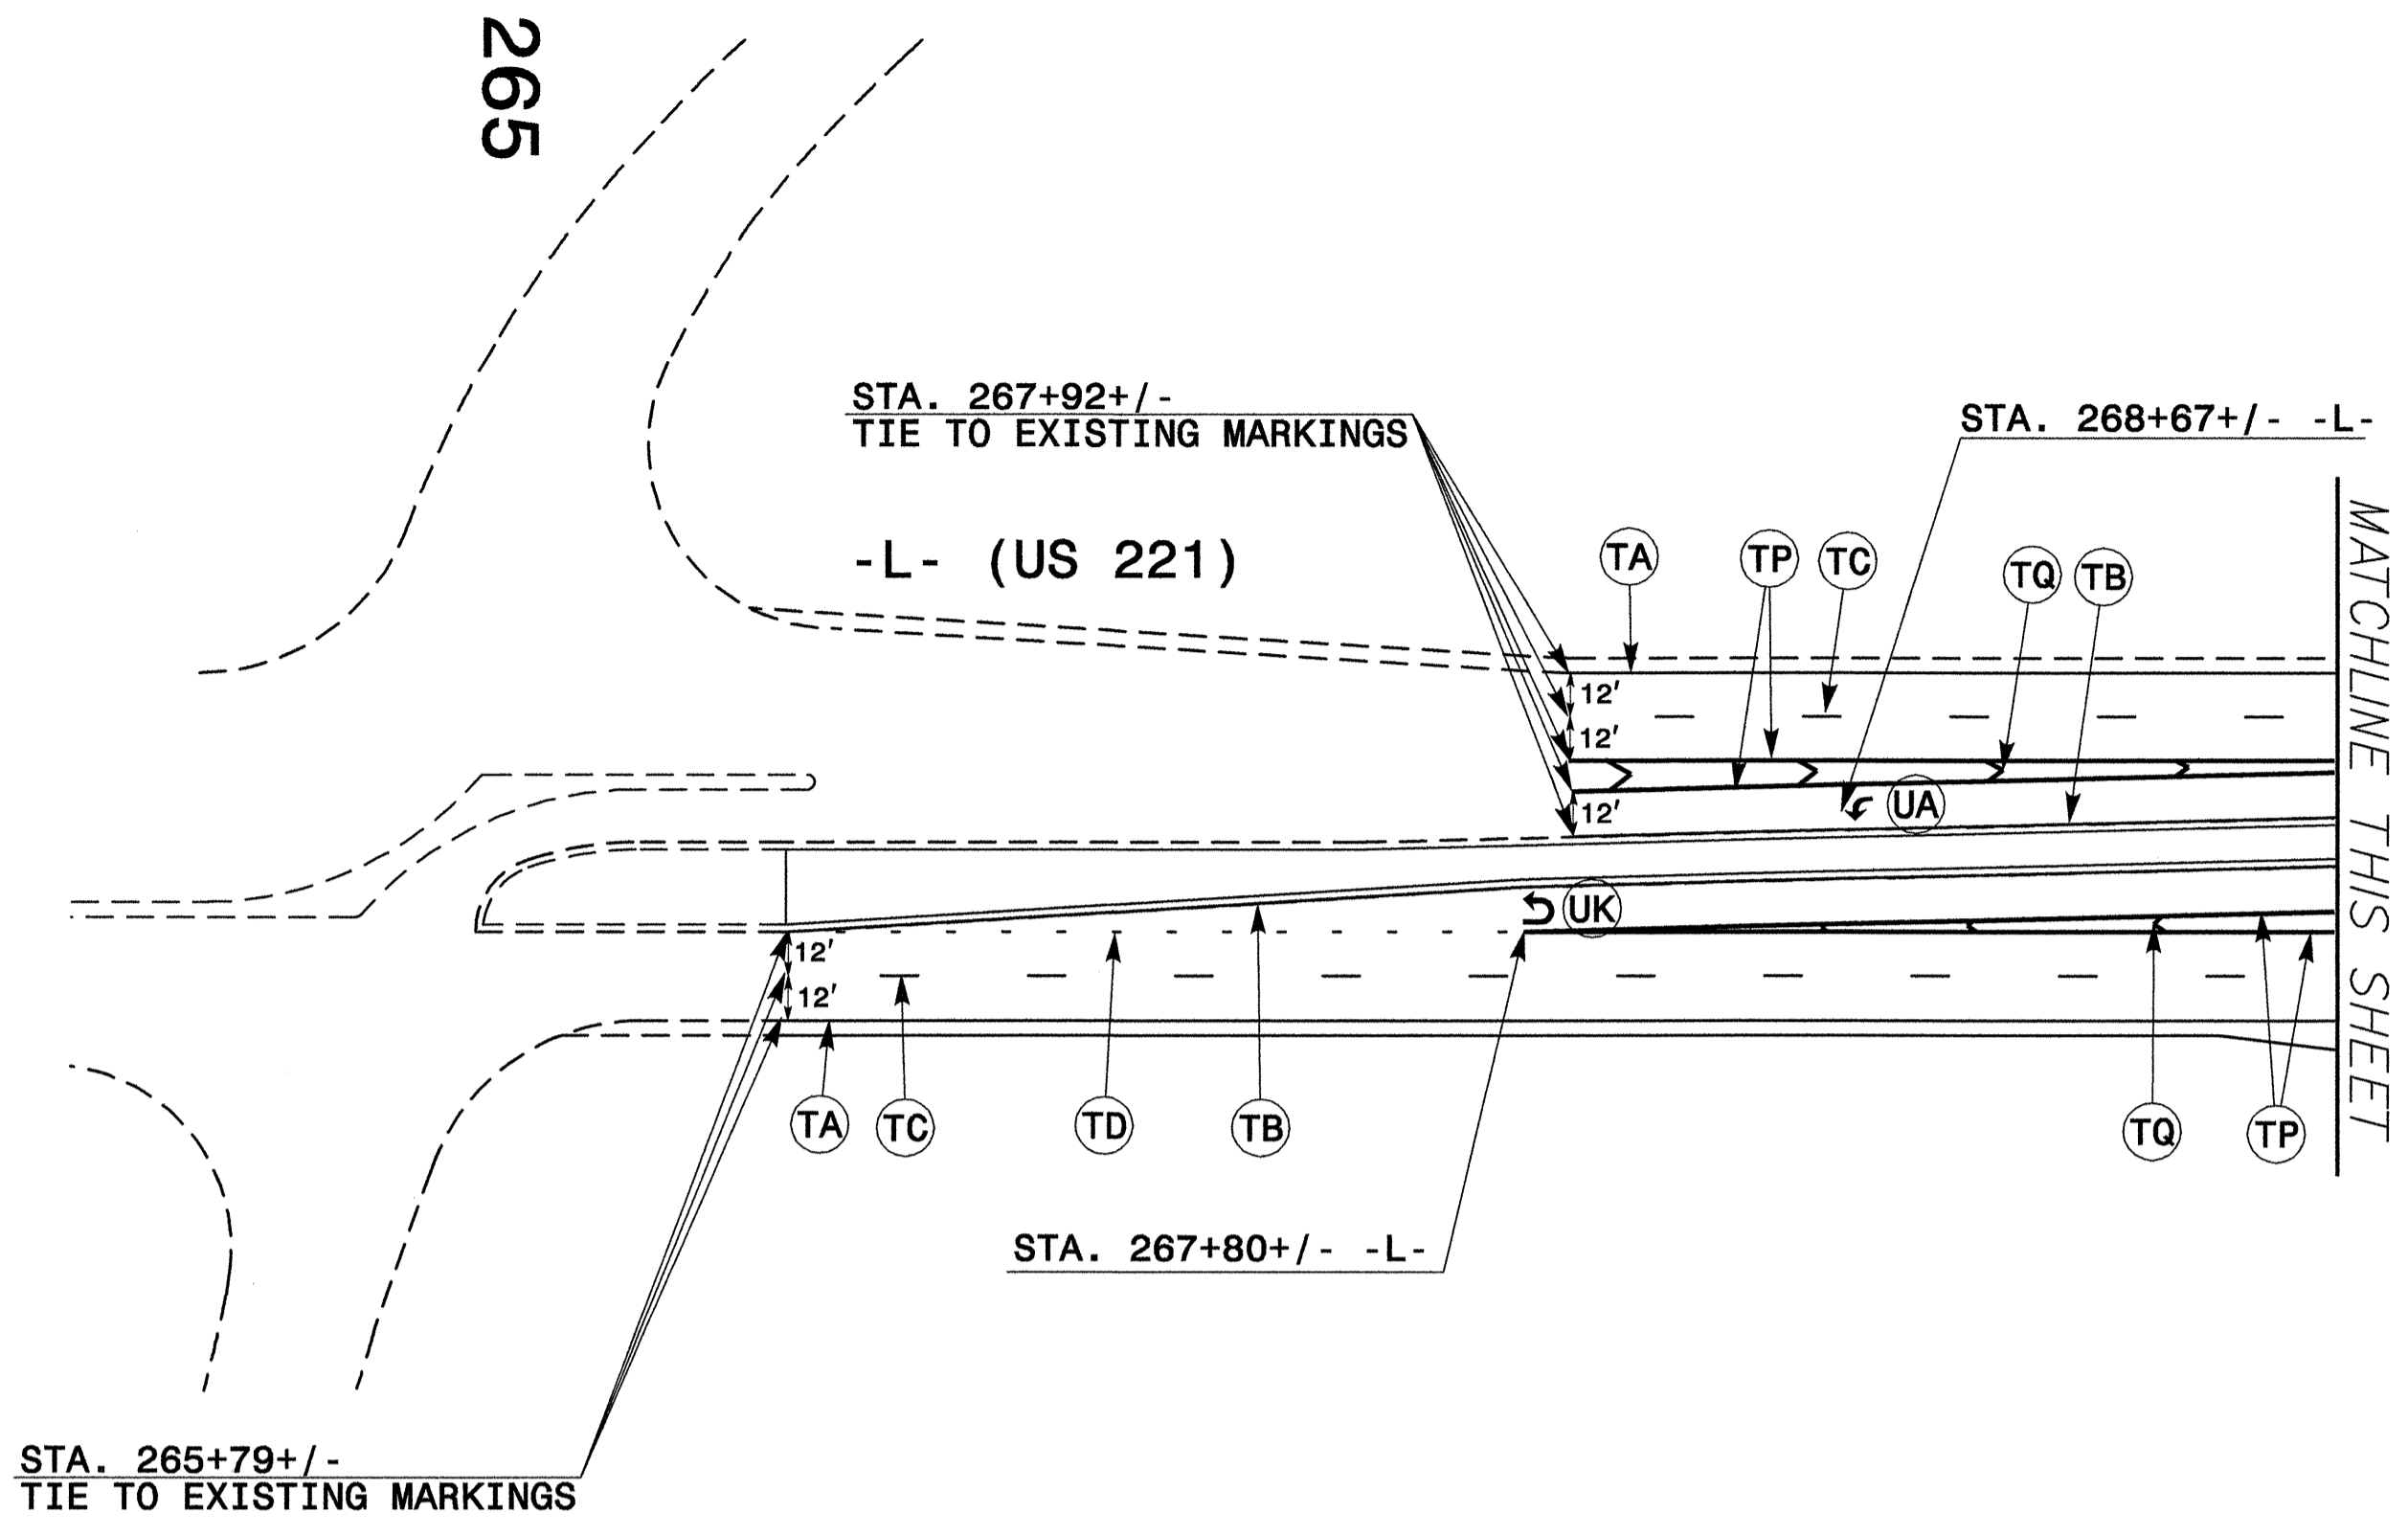 265
STA. 267+92+/-
TIE TO EXISTING MARKINGS
STA. 268+67+/- -L-
-L- (US 221)
TA
TP
TC
TQ
TB
MATCHLINE THIS SHEET
12'
12'
12'
UA
UK
12'
12'
TA
TC
TD
TB
TQ
TP
STA. 267+80+/- -L-
STA. 265+79+/-
TIE TO EXISTING MARKINGS